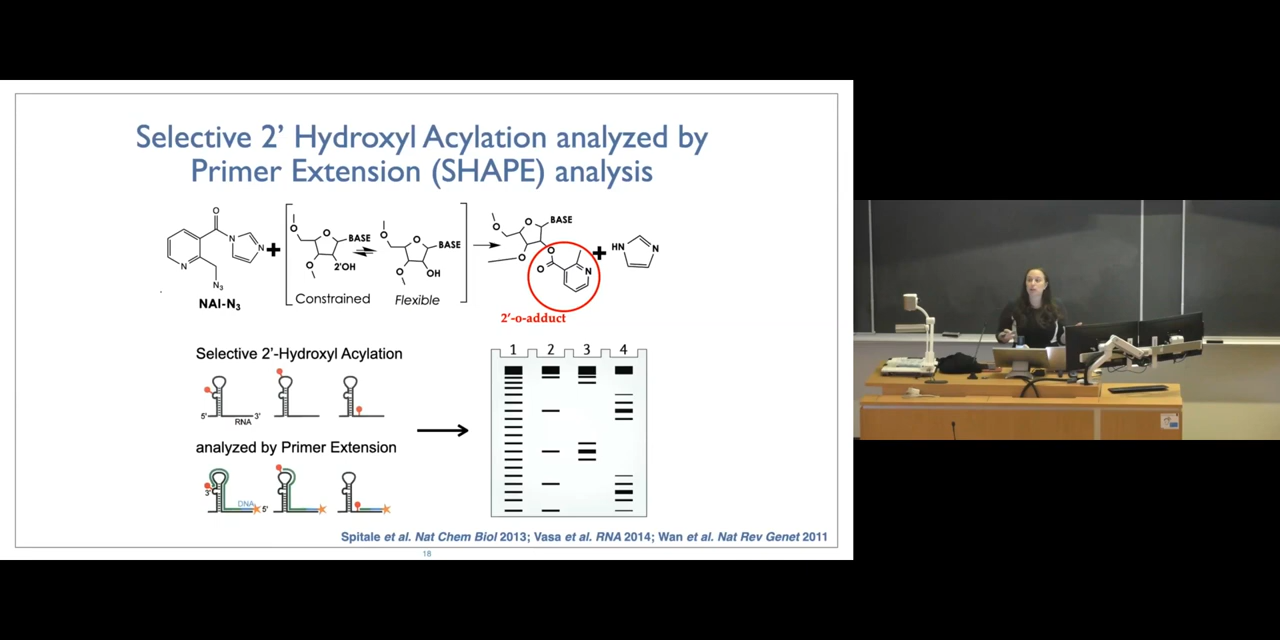 Selective 2’ Hydroxyl Acylation analyzed by
Primer Extension (SHAPE) analysis
O
N
N
N
N₃
NAI-N₃
+
O
O
BASE
O
2'OH
Constrained
O
O
BASE
O
OH
Flexible
O
O
BASE
O
O
O
N
2'-o-adduct
+
HN
N
Selective 2'-Hydroxyl Acylation
5'
RNA
3'
analyzed by Primer Extension
3'
DNA
5'
1 2 3 4
Spitale et al. Nat Chem Biol 2013; Vasa et al. RNA 2014; Wan et al. Nat Rev Genet 2011
18